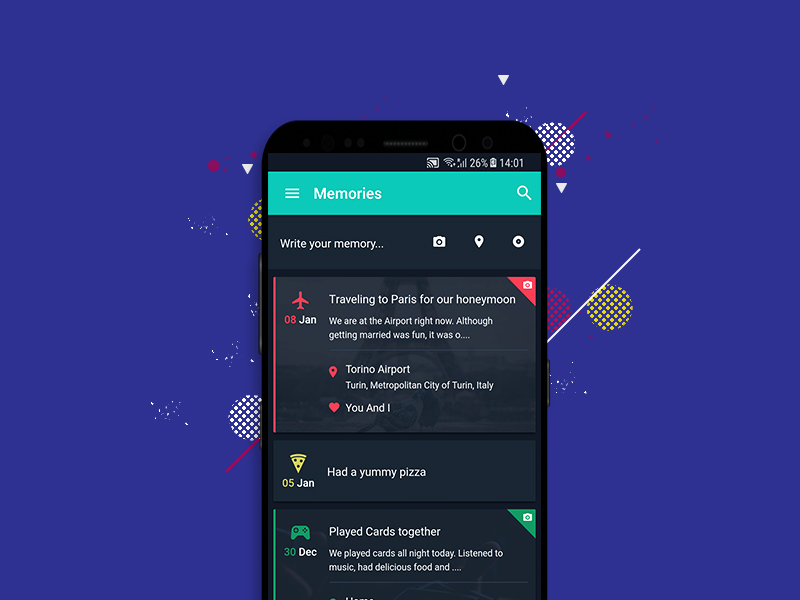 26% 14:01
Memories
Write your memory...
Traveling to Paris for our honeymoon
08 Jan
We are at the Airport right now. Although
getting married was fun, it was o....
Torino Airport
Turin, Metropolitan City of Turin, Italy
You And I
Had a yummy pizza
05 Jan
Played Cards together
30 Dec
We played cards all night today. Listened to
music, had delicious food and ....
Home